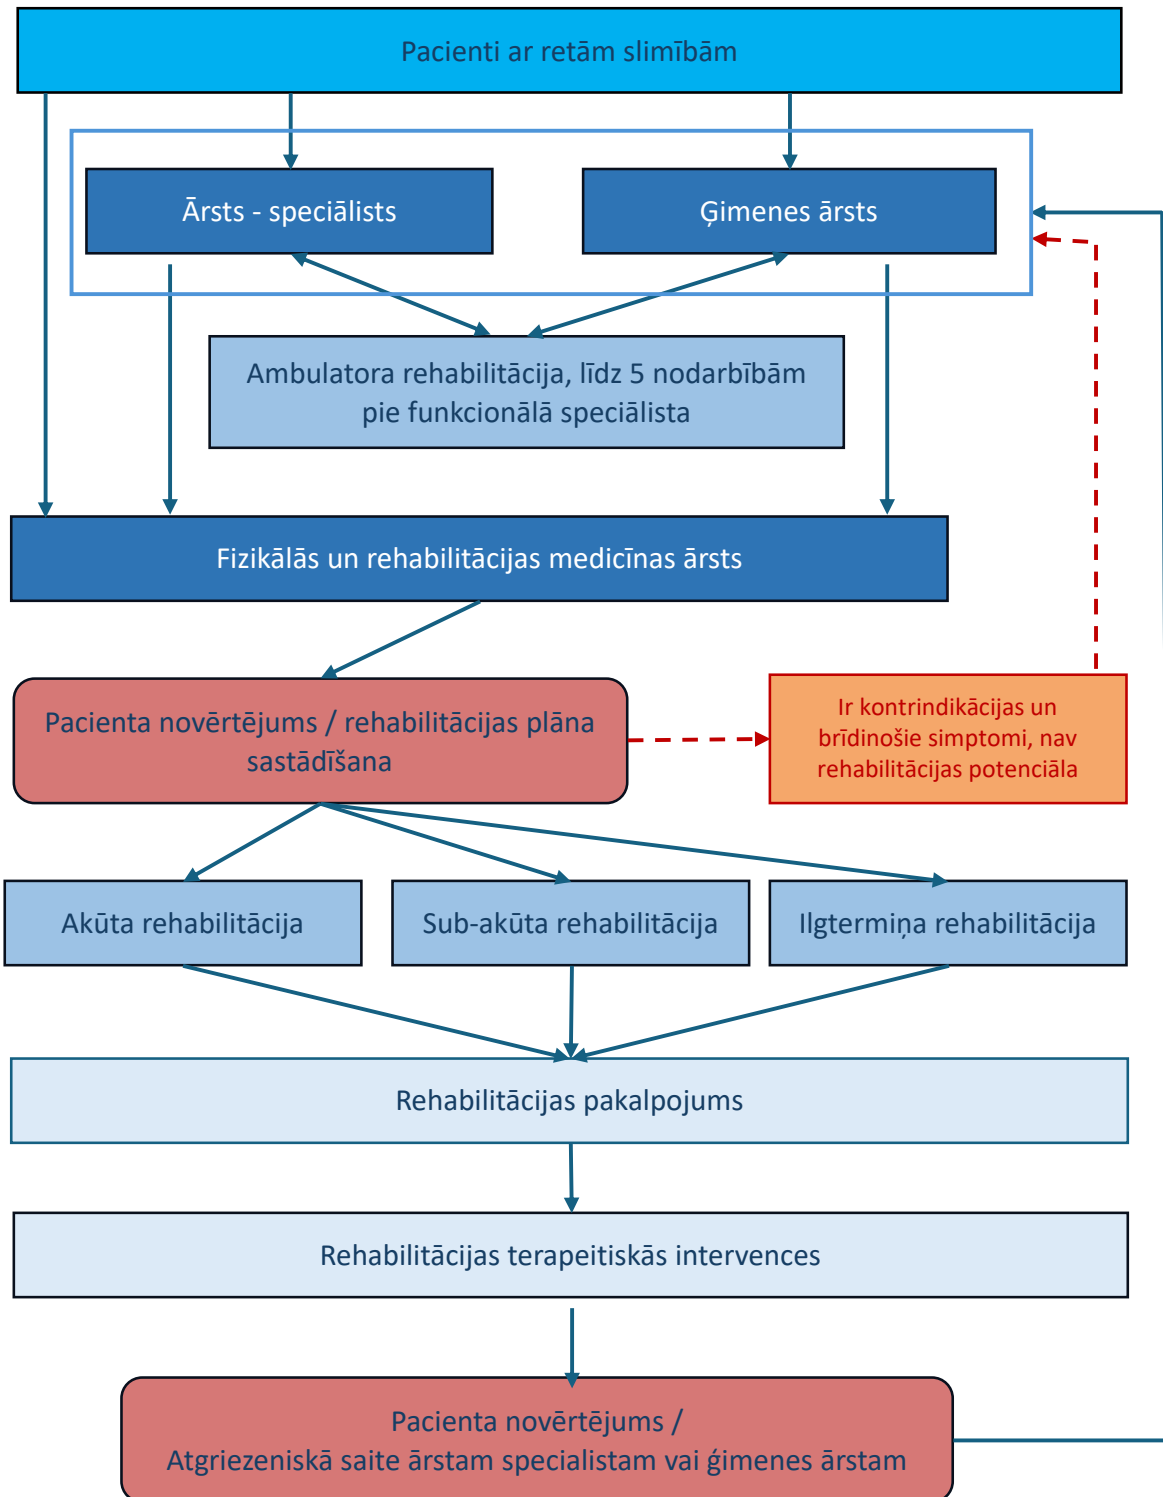 Pacienti ar retām slimībām
Ārsts - speciālists
Ģimenes ārsts
Ambulatora rehabilitācija, līdz 5 nodarbībām
pie funkcionālā speciālista
Fizikālās un rehabilitācijas medicīnas ārsts
Pacienta novērtējums / rehabilitācijas plāna
sastādīšana
Ir kontrindikācijas un
brīdinošie simptomi, nav
rehabilitācijas potenciāla
Akūta rehabilitācija
Sub-akūta rehabilitācija
Ilgtermiņa rehabilitācija
Rehabilitācijas pakalpojums
Rehabilitācijas terapeitiskās intervences
Pacienta novērtējums /
Atgriezeniskā saite ārstam specialistam vai ģimenes ārstam